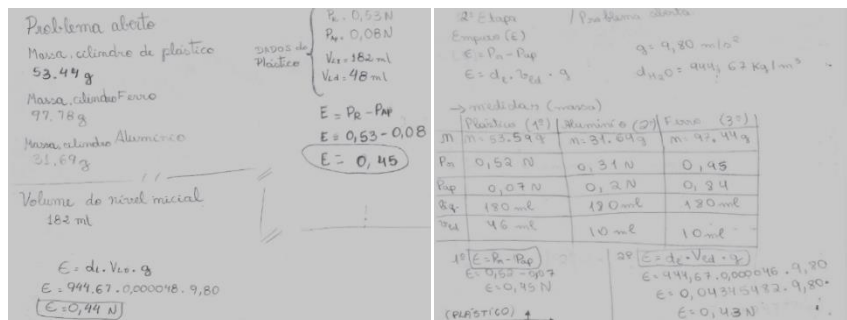 Problema aberto
Massa, cilindro de plástico
53.44 g
Massa, cilindro Ferro
97.78 g
Massa, cilindro Alumínio
31.69 g
Volume do nível inicial
182 ml
E = dL . VLD . g
E = 944.67 . 0,000048 . 9,80
E = 0,44 N
DADOS do Plástico
PR = 0,53 N
PAP = 0,08 N
= 182 ml
VLd = 48 ml
E = PR - PAP
E = 0,53 - 0,08
E = 0,45
2ª Etapa / Problema aberto
Empuxo (E)
E = PR - PAP
E = dL . VLd . g
g = 9,80 m/s²
dH2O = 944,67 Kg/m³
→ medidas (massa)
Plástico (1º) Alumínio (2º) Ferro (3º)
m m = 53.59 g m = 31.64 g m = 97.44 g
PR 0,52 N 0,31 N 0,95
PAP 0,07 N 0,2 N 0,84
180 ml 180 ml 180 ml
VLd 46 ml 10 ml 10 ml
1º E = PR - PAP
E = 0,52 - 0,07
E = 0,45 N
(PLÁSTICO)
2º E = dL . VLd . g
E = 944,67 . 0,000046 . 9,80
E = 0,04345482 . 9,80
E = 0,43 N